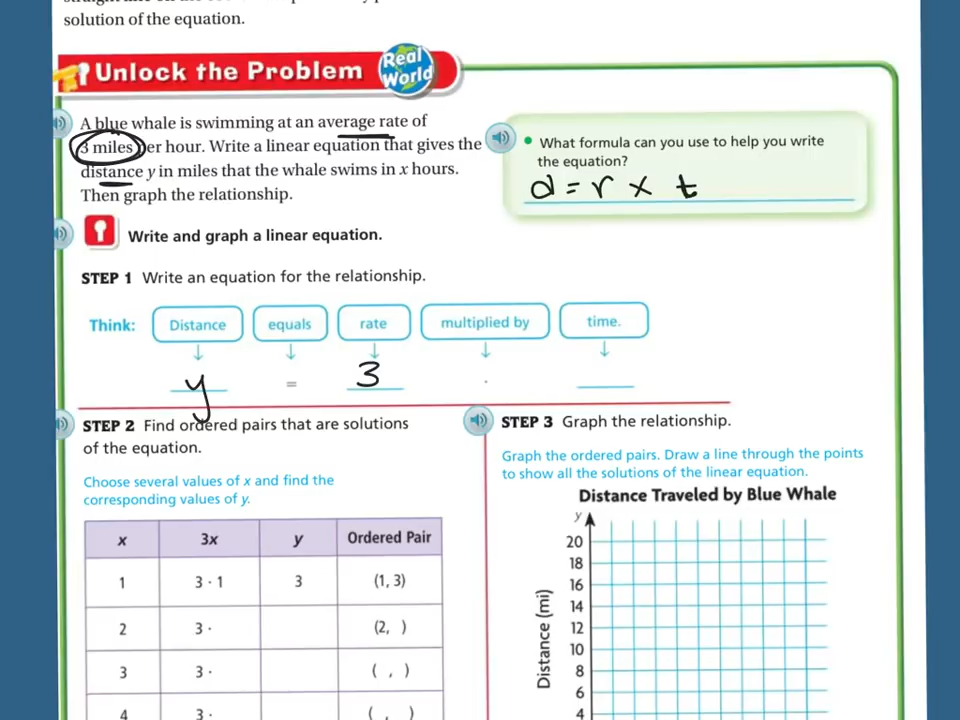 solution of the equation.
Unlock the Problem Real World
A blue whale is swimming at an average rate of
3 miles per hour. Write a linear equation that gives the
distance y in miles that the whale swims in x hours.
Then graph the relationship.
• What formula can you use to help you write
the equation?
d = r x t
Write and graph a linear equation.
STEP 1 Write an equation for the relationship.
Think: Distance equals rate multiplied by time.
y = 3 ·
STEP 2 Find ordered pairs that are solutions
of the equation.
Choose several values of x and find the
corresponding values of y.
x 3x y Ordered Pair
1 3 · 1 3 (1, 3)
2 3 · (2, )
3 3 · ( , )
4 3 · ( , )
STEP 3 Graph the relationship.
Graph the ordered pairs. Draw a line through the points
to show all the solutions of the linear equation.
Distance Traveled by Blue Whale
y
20
18
16
14
12
10
8
6
4
Distance (mi)